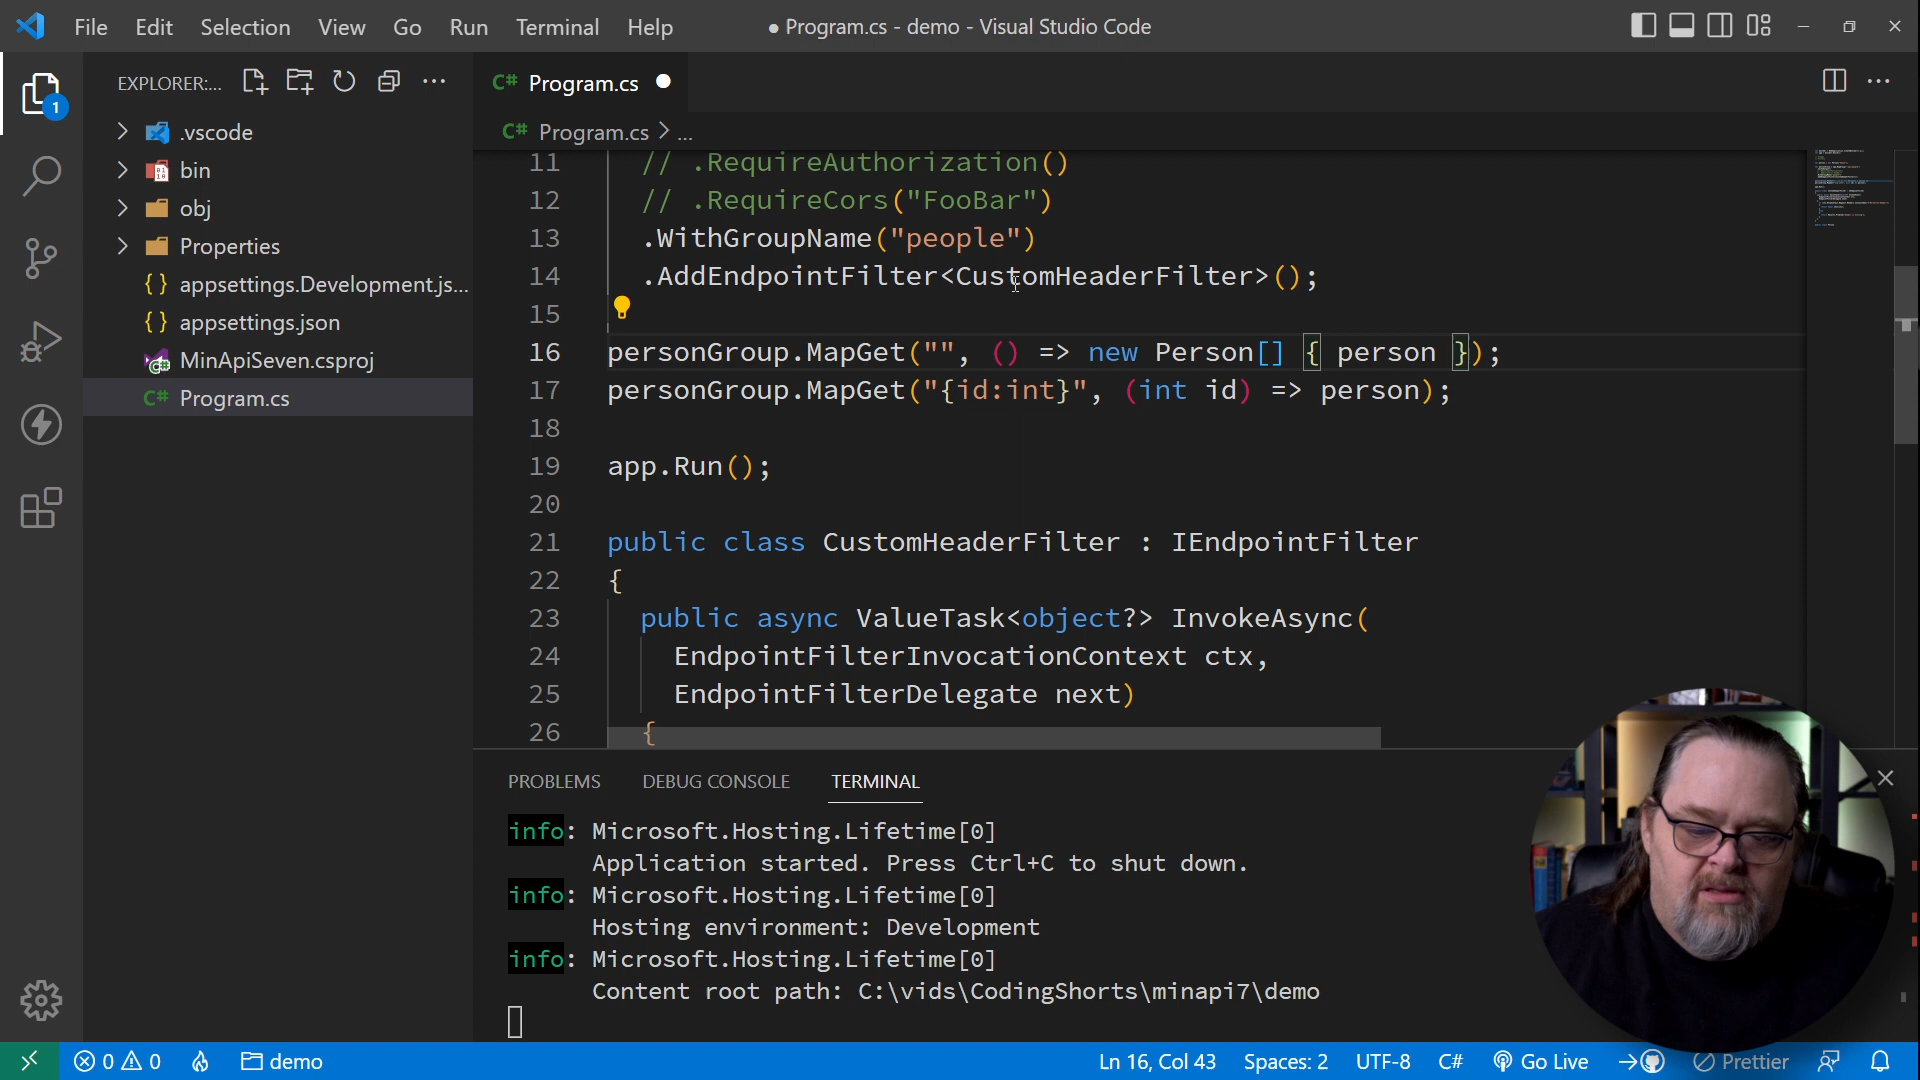 File Edit Selection View Go Run Terminal Help
● Program.cs - demo - Visual Studio Code
EXPLORER:...
C# Program.cs ●
C# Program.cs > ...
1
.vscode
bin
obj
Properties
{} appsettings.Development.js...
{} appsettings.json
MinApiSeven.csproj
C# Program.cs
11 // .RequireAuthorization()
12 // .RequireCors("FooBar")
13 .WithGroupName("people")
14 .AddEndpointFilter<CustomHeaderFilter>();
15
16 personGroup.MapGet("", () => new Person[] { person });
17 personGroup.MapGet("{id:int}", (int id) => person);
18
19 app.Run();
20
21 public class CustomHeaderFilter : IEndpointFilter
22 {
23 public async ValueTask<object?> InvokeAsync(
24 EndpointFilterInvocationContext ctx,
25 EndpointFilterDelegate next)
26 {
PROBLEMS DEBUG CONSOLE TERMINAL
info: Microsoft.Hosting.Lifetime[0]
Application started. Press Ctrl+C to shut down.
info: Microsoft.Hosting.Lifetime[0]
Hosting environment: Development
info: Microsoft.Hosting.Lifetime[0]
Content root path: C:\vids\CodingShorts\minapi7\demo
0 0 demo Ln 16, Col 43 Spaces: 2 UTF-8 C# Go Live Prettier